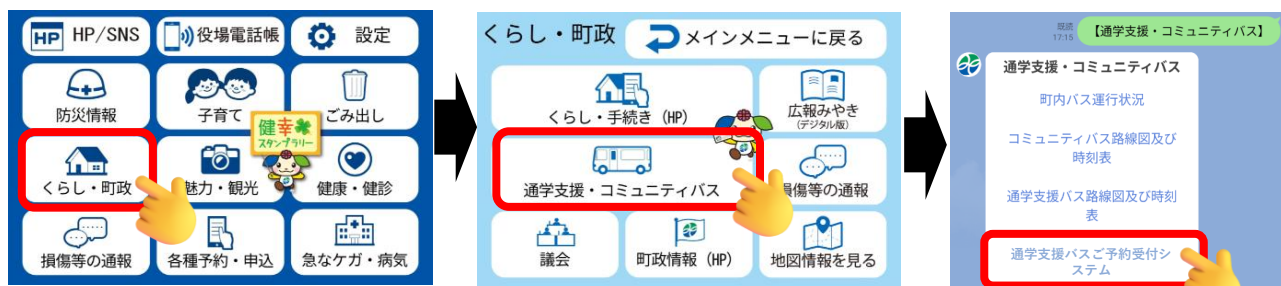 HP HP/SNS
役場電話帳
設定
防災情報
子育て
ごみ出し
健幸
スタンプラリー
くらし・町政
魅力・観光
健康・健診
損傷等の通報
各種予約・申込
急なケガ・病気
くらし・町政
メインメニューに戻る
くらし・手続き (HP)
広報みやき
(デジタル版)
通学支援・コミュニティバス
損傷等の通報
議会
町政情報 (HP)
地図情報を見る
既読
17:15
【通学支援・コミュニティバス】
通学支援・コミュニティバス
町内バス運行状況
コミュニティバス路線図及び
時刻表
通学支援バス路線図及び時刻
表
通学支援バスご予約受付シ
ステム